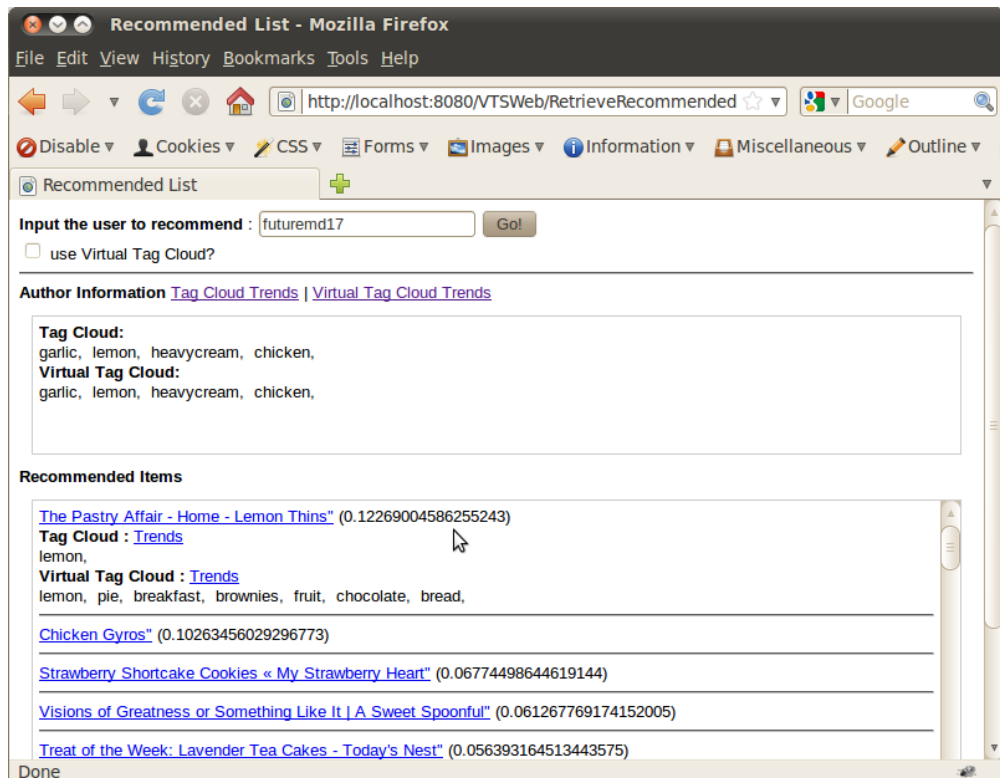 Recommended List - Mozilla Firefox
File Edit View History Bookmarks Tools Help
http://localhost:8080/VTSWeb/RetrieveRecommended Google
Disable Cookies CSS Forms Images Information Miscellaneous Outline
Recommended List
Input the user to recommend : futuremd17 Go!
use Virtual Tag Cloud?
Author Information Tag Cloud Trends | Virtual Tag Cloud Trends
Tag Cloud:
garlic, lemon, heavycream, chicken,
Virtual Tag Cloud:
garlic, lemon, heavycream, chicken,
Recommended Items
The Pastry Affair - Home - Lemon Thins" (0.12269004586255243)
Tag Cloud : Trends
lemon,
Virtual Tag Cloud : Trends
lemon, pie, breakfast, brownies, fruit, chocolate, bread,
Chicken Gyros" (0.10263456029296773)
Strawberry Shortcake Cookies « My Strawberry Heart" (0.06774498644619144)
Visions of Greatness or Something Like It | A Sweet Spoonful" (0.061267769174152005)
Treat of the Week: Lavender Tea Cakes - Today's Nest" (0.056393164513443575)
Done